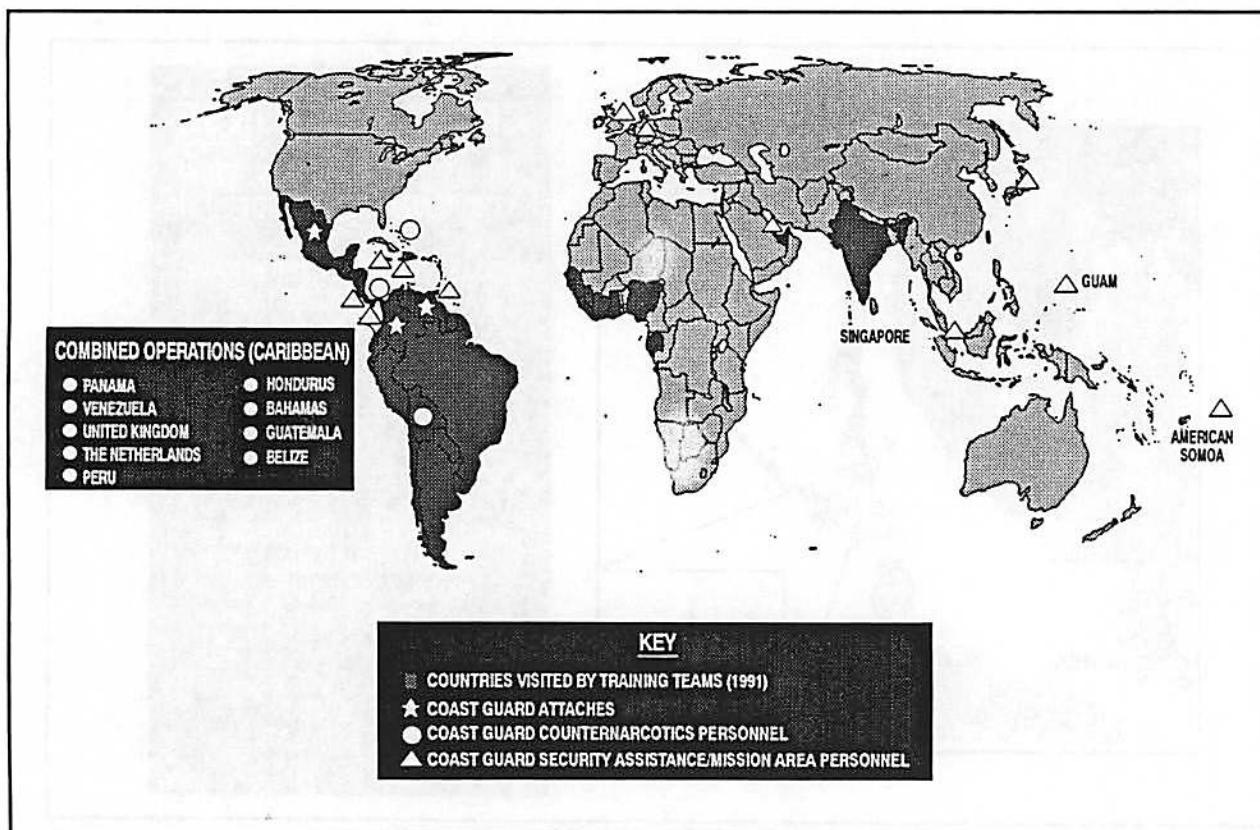 GUAM
SINGAPORE
AMERICAN
SOMOA
COMBINED OPERATIONS (CARIBBEAN)
PANAMA
VENEZUELA
UNITED KINGDOM
THE NETHERLANDS
PERU
HONDURUS
BAHAMAS
GUATEMALA
BELIZE
KEY
COUNTRIES VISITED BY TRAINING TEAMS (1991)
COAST GUARD ATTACHES
COAST GUARD COUNTERNARCOTICS PERSONNEL
COAST GUARD SECURITY ASSISTANCE/MISSION AREA PERSONNEL